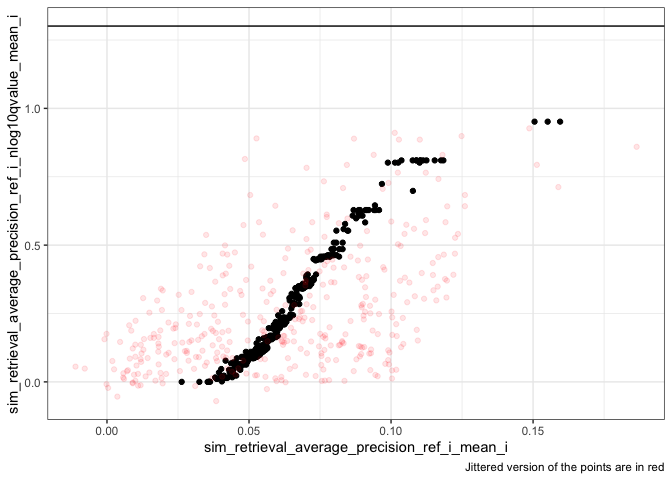 sim_retrieval_average_precision_ref_i_nlog10qvalue_mean_i
1.0
0.5
0.0
0.00
0.05
0.10
0.15
sim_retrieval_average_precision_ref_i_mean_i
Jittered version of the points are in red